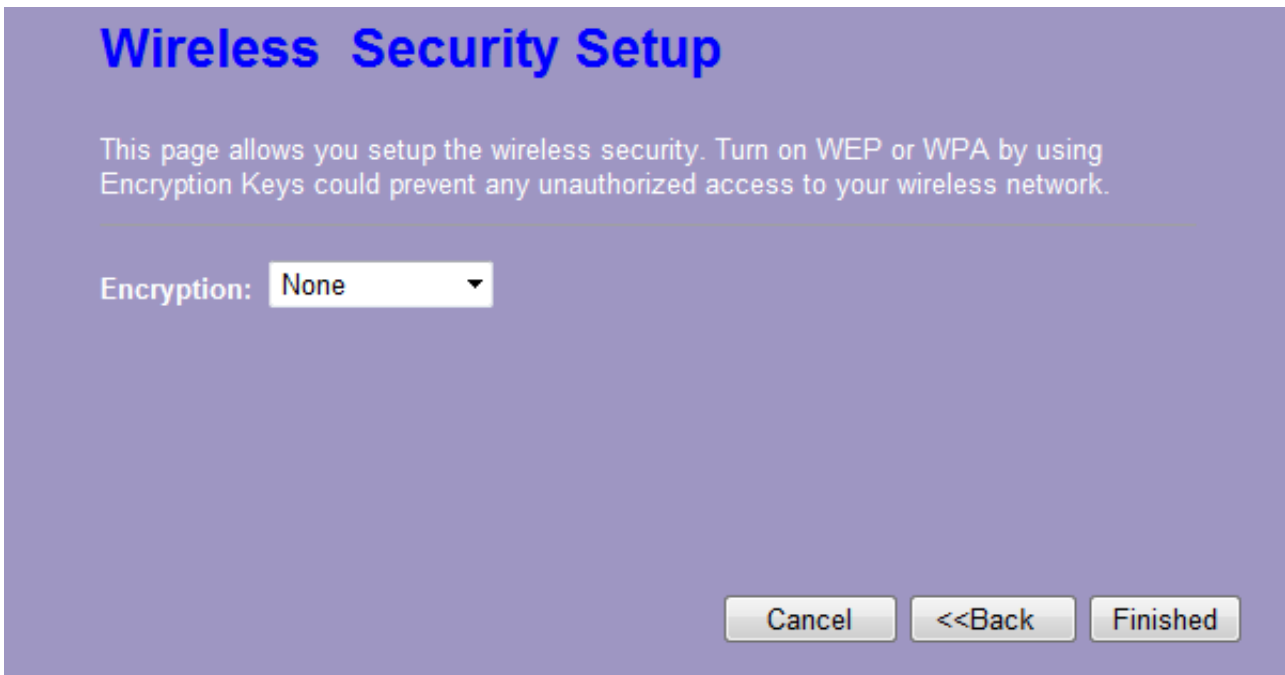 Wireless  Security Setup
This page allows you setup the wireless security. Turn on WEP or WPA by using
Encryption Keys could prevent any unauthorized access to your wireless network.
Encryption: None
Cancel <<Back Finished